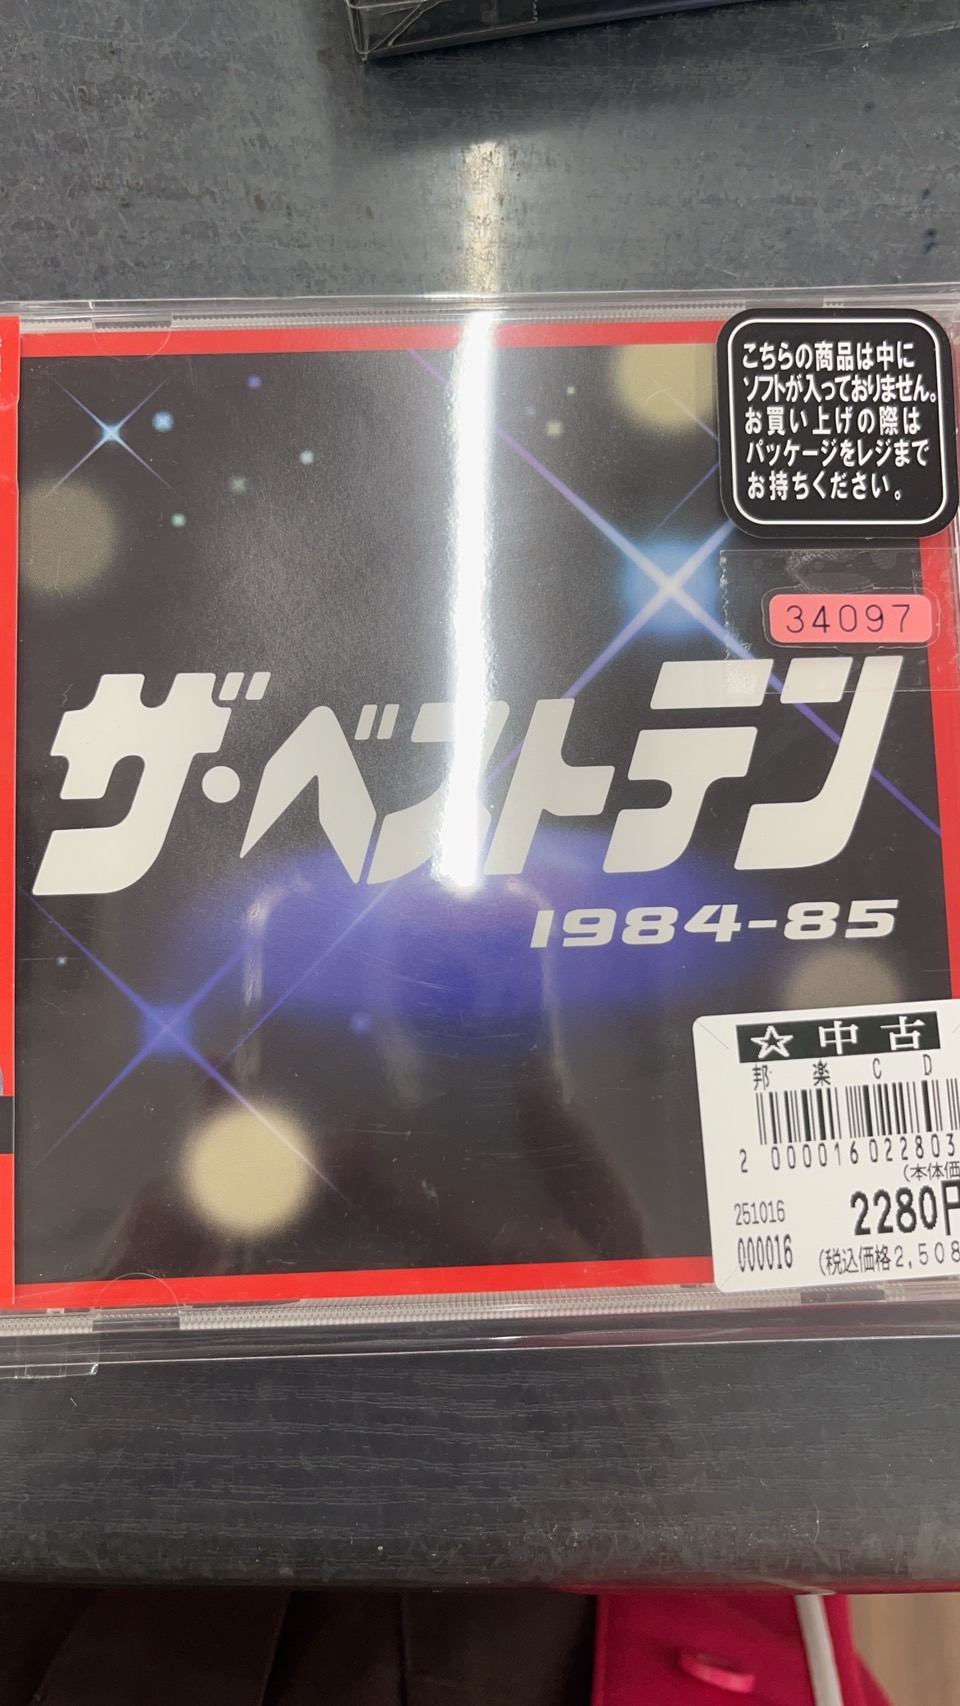 こちらの商品は中に
ソフトが入っておりません。
お買い上げの際は
パッケージをレジまで
お持ちください。
34097
ザ・ベストテン
1984-85
☆中古
邦楽CD
2 000016 022803
(本体価
251016
2280円
000016
(税込価格2,508